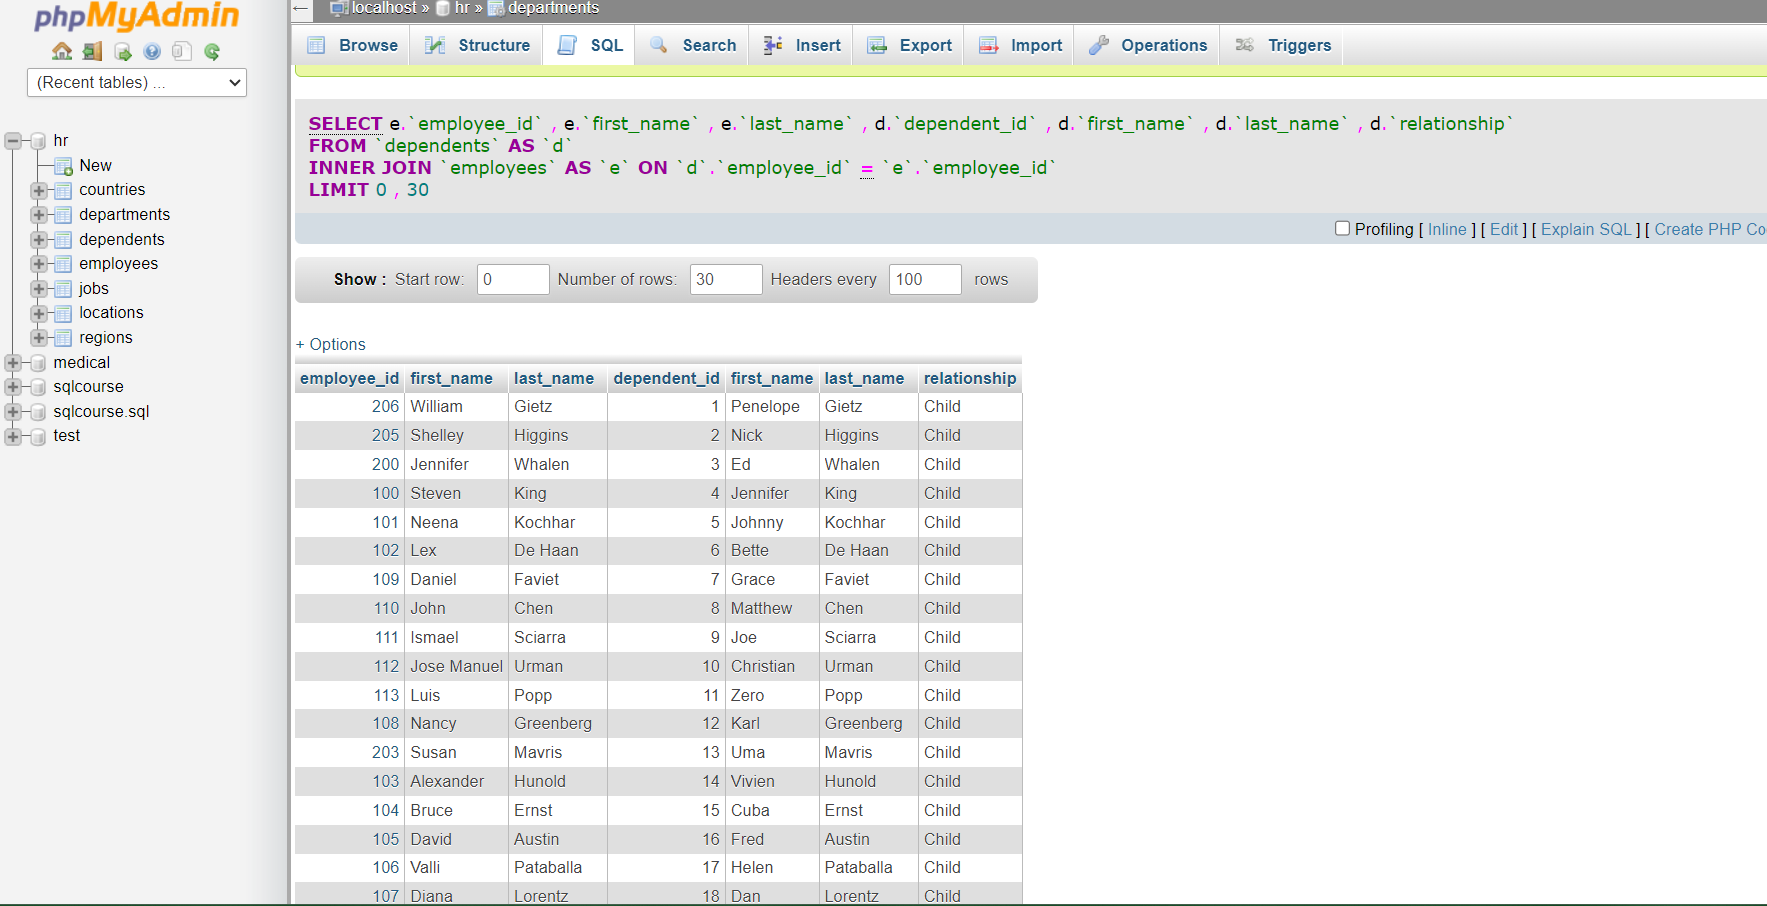 phpMyAdmin
(Recent tables) ...
hr
New
countries
departments
dependents
employees
jobs
locations
regions
medical
sqlcourse
sqlcourse.sql
test
localhost » hr » departments
Browse Structure SQL Search Insert Export Import Operations Triggers
SELECT e.`employee_id` , e.`first_name` , e.`last_name` , d.`dependent_id` , d.`first_name` , d.`last_name` , d.`relationship`
FROM `dependents` AS `d`
INNER JOIN `employees` AS `e` ON `d`.`employee_id` = `e`.`employee_id`
LIMIT 0 , 30
Profiling [ Inline ] [ Edit ] [ Explain SQL ] [ Create PHP Co
Show : Start row: 0 Number of rows: 30 Headers every 100 rows
+ Options
employee_id first_name last_name dependent_id first_name last_name relationship
206 William Gietz 1 Penelope Gietz Child
205 Shelley Higgins 2 Nick Higgins Child
200 Jennifer Whalen 3 Ed Whalen Child
100 Steven King 4 Jennifer King Child
101 Neena Kochhar 5 Johnny Kochhar Child
102 Lex De Haan 6 Bette De Haan Child
109 Daniel Faviet 7 Grace Faviet Child
110 John Chen 8 Matthew Chen Child
111 Ismael Sciarra 9 Joe Sciarra Child
112 Jose Manuel Urman 10 Christian Urman Child
113 Luis Popp 11 Zero Popp Child
108 Nancy Greenberg 12 Karl Greenberg Child
203 Susan Mavris 13 Uma Mavris Child
103 Alexander Hunold 14 Vivien Hunold Child
104 Bruce Ernst 15 Cuba Ernst Child
105 David Austin 16 Fred Austin Child
106 Valli Pataballa 17 Helen Pataballa Child
107 Diana Lorentz 18 Dan Lorentz Child